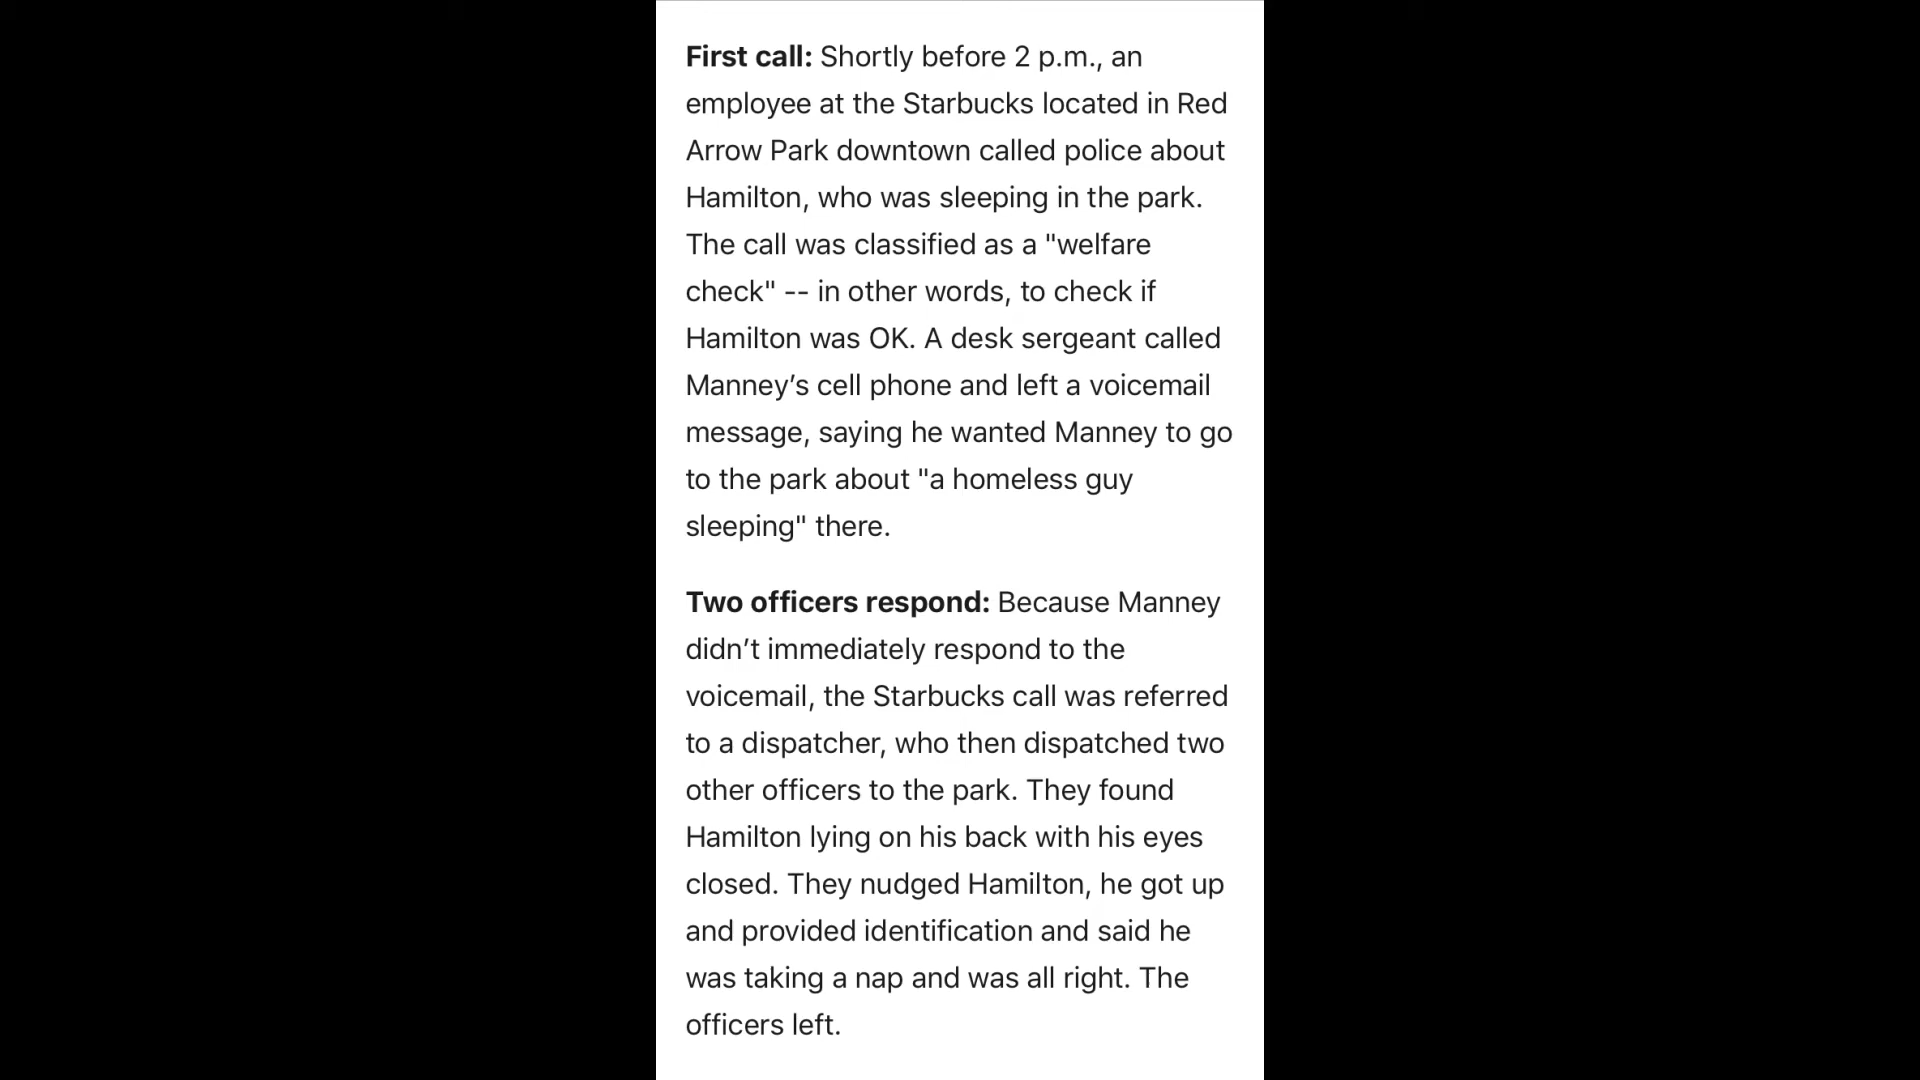 First call: Shortly before 2 p.m., an
employee at the Starbucks located in Red
Arrow Park downtown called police about
Hamilton, who was sleeping in the park.
The call was classified as a "welfare
check" -- in other words, to check if
Hamilton was OK. A desk sergeant called
Manney’s cell phone and left a voicemail
message, saying he wanted Manney to go
to the park about "a homeless guy
sleeping" there.
Two officers respond: Because Manney
didn’t immediately respond to the
voicemail, the Starbucks call was referred
to a dispatcher, who then dispatched two
other officers to the park. They found
Hamilton lying on his back with his eyes
closed. They nudged Hamilton, he got up
and provided identification and said he
was taking a nap and was all right. The
officers left.